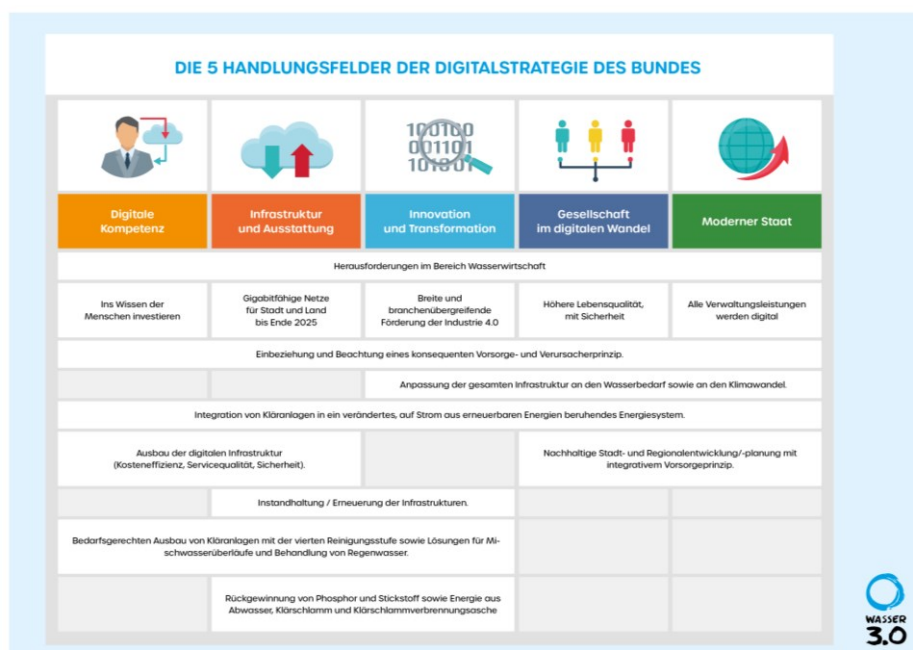 DIE 5 HANDLUNGSFELDER DER DIGITALSTRATEGIE DES BUNDES
100100
001101
101001
Digitale
Kompetenz
Infrastruktur
und Ausstattung
Innovation
und Transformation
Gesellschaft
im digitalen Wandel
Moderner Staat
Herausforderungen im Bereich Wasserwirtschaft
Ins Wissen der
Menschen investieren
Gigabitfähige Netze
für Stadt und Land
bis Ende 2025
Breite und
branchenübergreifende
Förderung der Industrie 4.0
Höhere Lebensqualität,
mit Sicherheit
Alle Verwaltungsleistungen
werden digital
Einbeziehung und Beachtung eines konsequenten Vorsorge- und Verursacherprinzip.
Anpassung der gesamten Infrastruktur an den Wasserbedarf sowie an den Klimawandel.
Integration von Kläranlagen in ein verändertes, auf Strom aus erneuerbaren Energien beruhendes Energiesystem.
Ausbau der digitalen Infrastruktur
(Kosteneffizienz, Servicequalität, Sicherheit).
Nachhaltige Stadt- und Regionalentwicklung/-planung mit
integrativem Vorsorgeprinzip.
Instandhaltung / Erneuerung der Infrastrukturen.
Bedarfsgerechten Ausbau von Kläranlagen mit der vierten Reinigungsstufe sowie Lösungen für Mi-
schwasserüberläufe und Behandlung von Regenwasser.
Rückgewinnung von Phosphor und Stickstoff sowie Energie aus
Abwasser, Klärschlamm und Klärschlammverbrennungsasche
WASSER
3.0